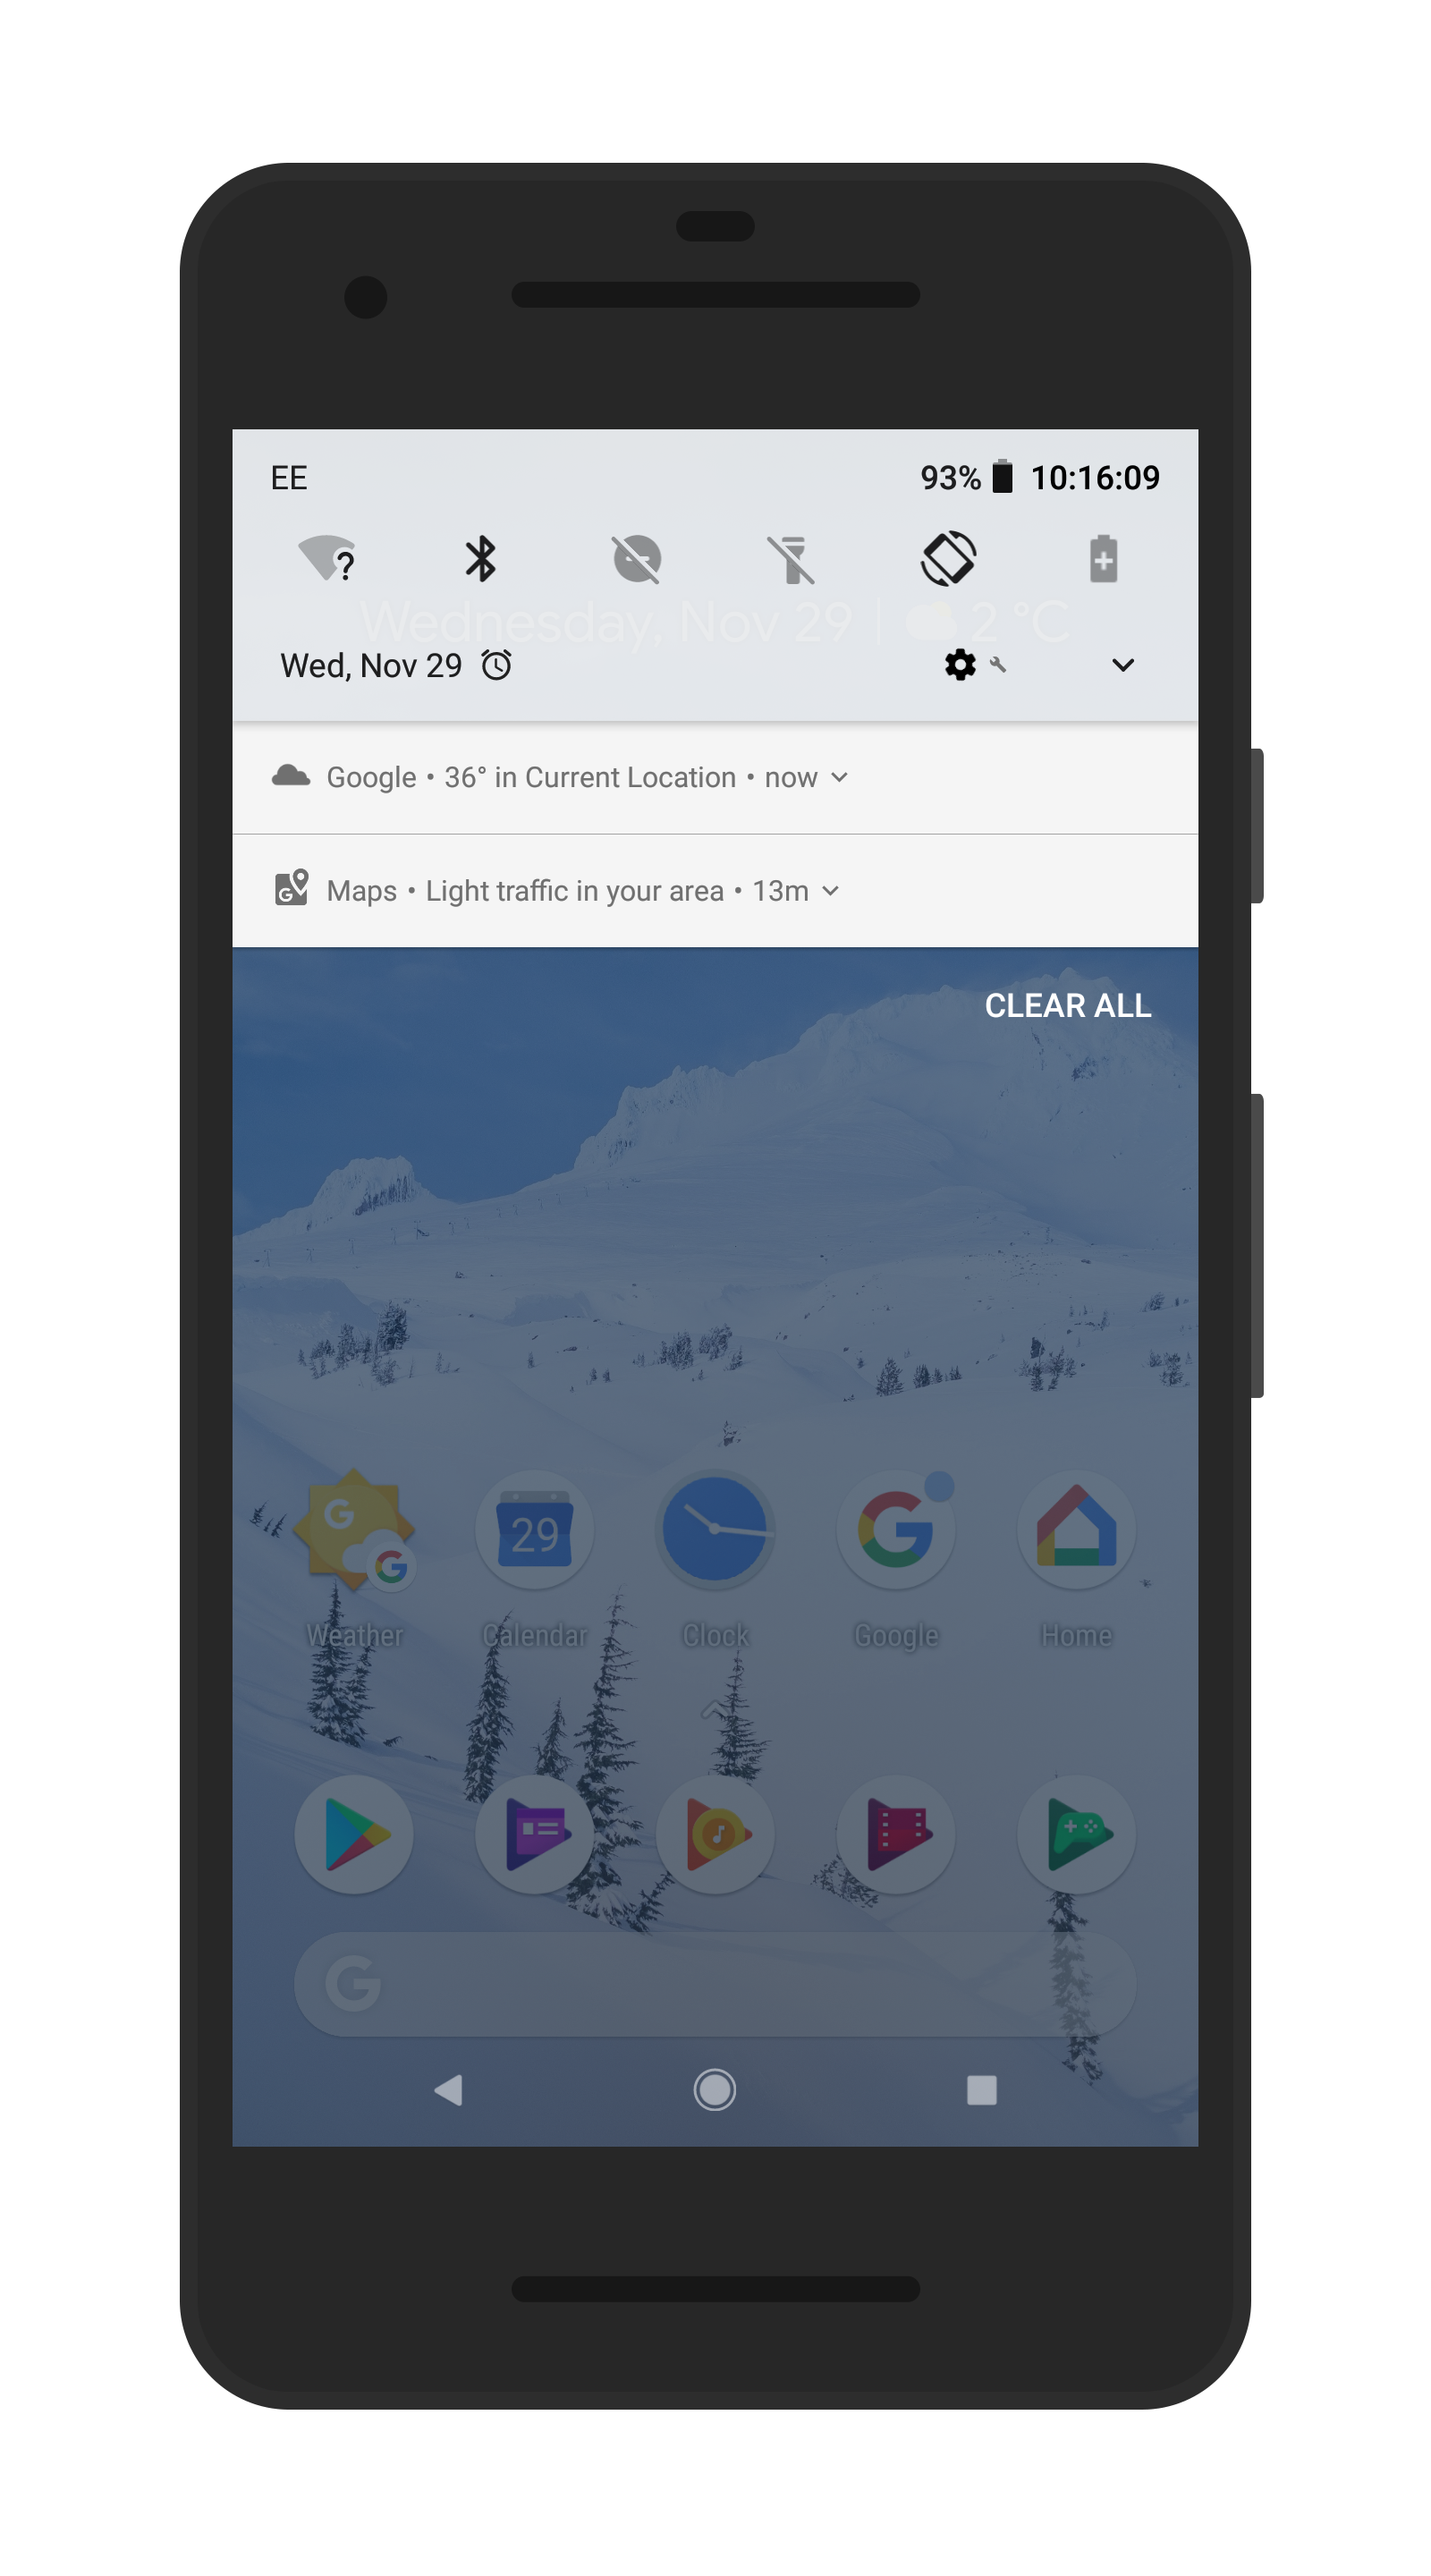 EE 93% 10:16:09
?
Wednesday, Nov 29 | 2 °C
Wed, Nov 29
Google • 36° in Current Location • now
G Maps • Light traffic in your area • 13m
CLEAR ALL
G G 29 G
Weather Calendar Clock Google Home
G